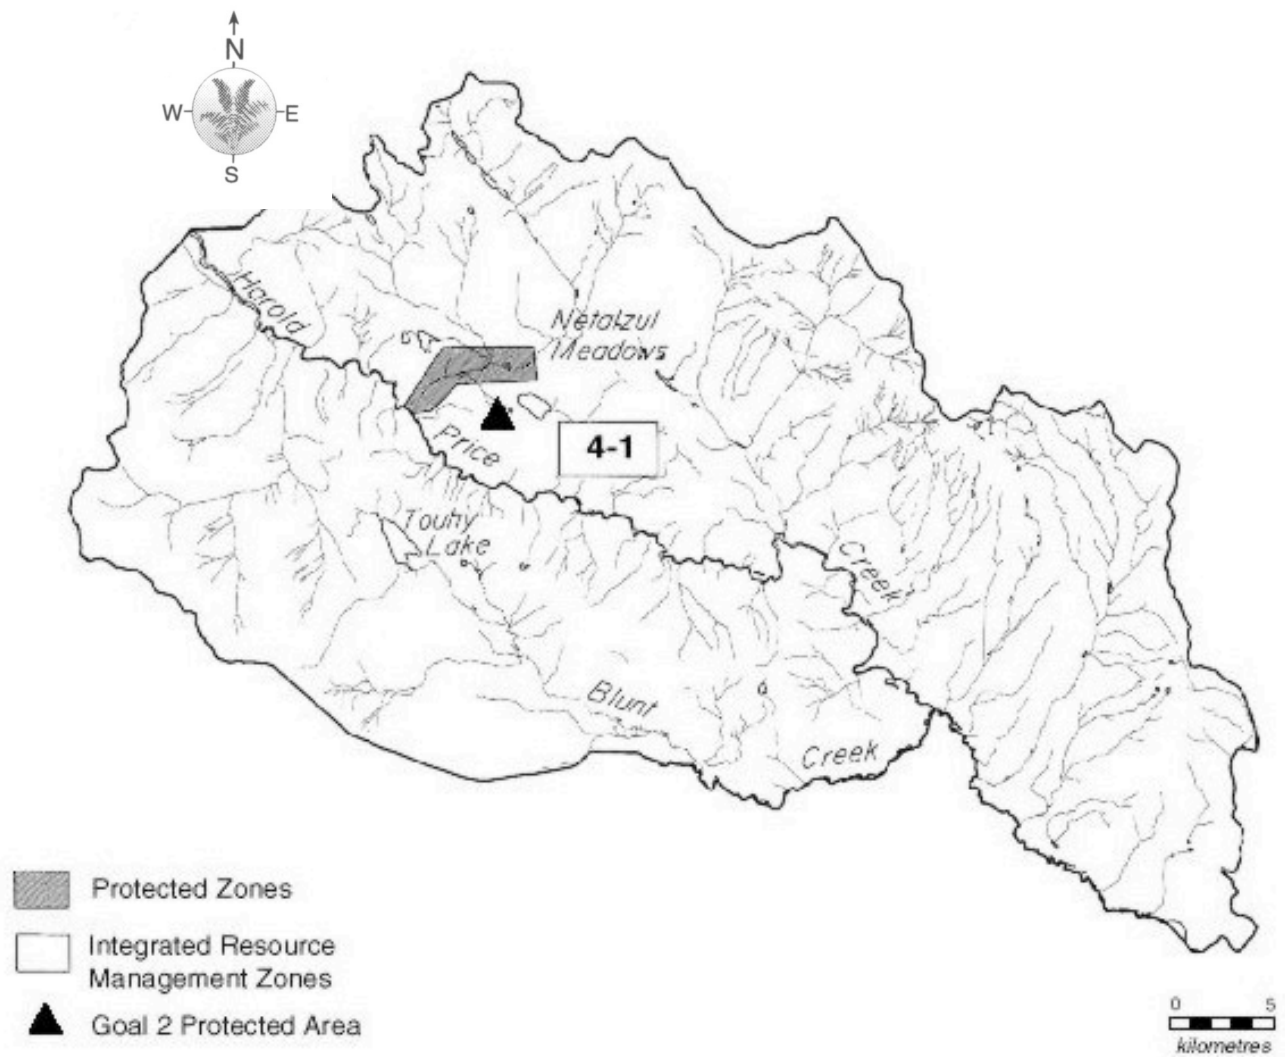 N
W
E
S
Harold
Netalzul
Meadows
Price
4-1
Touhy
Lake
Creek
Blunt
Creek
Protected Zones
Integrated Resource
Management Zones
Goal 2 Protected Area
0 5
kilometres